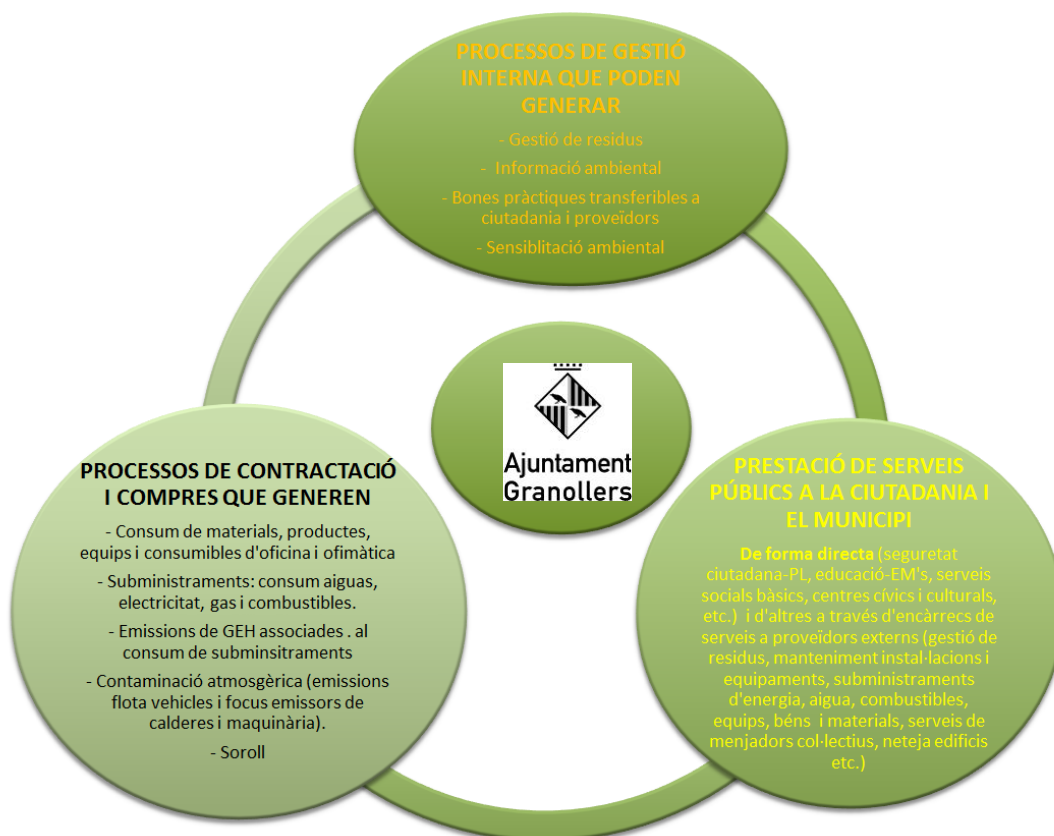 PROCESSOS DE GESTIÓ
INTERNA QUE PODEN
GENERAR
- Gestió de residus
- Informació ambiental
- Bones pràctiques transferibles a
ciutadania i proveïdors
- Sensiblitació ambiental
Ajuntament
Granollers
PROCESSOS DE CONTRACTACIÓ
I COMPRES QUE GENEREN
- Consum de materials, productes,
equips i consumibles d'oficina i ofimàtica
- Subministraments: consum aiguas,
electricitat, gas i combustibles.
- Emissions de GEH associades . al
consum de subminsitraments
- Contaminació atmosgèrica (emissions
flota vehicles i focus emissors de
calderes i maquinària).
- Soroll
PRESTACIÓ DE SERVEIS
PÚBLICS A LA CIUTADANIA I
EL MUNICIPI
De forma directa (seguretat
ciutadana-PL, educació-EM's, serveis
socials bàsics, centres cívics i culturals,
etc.) i d'altres a través d'encàrrecs de
serveis a proveïdors externs (gestió de
residus, manteniment instal·lacions i
equipaments, subministraments
d'energia, aigua, combustibles,
equips, béns i materials, serveis de
menjadors col·lectius, neteja edificis
etc.)